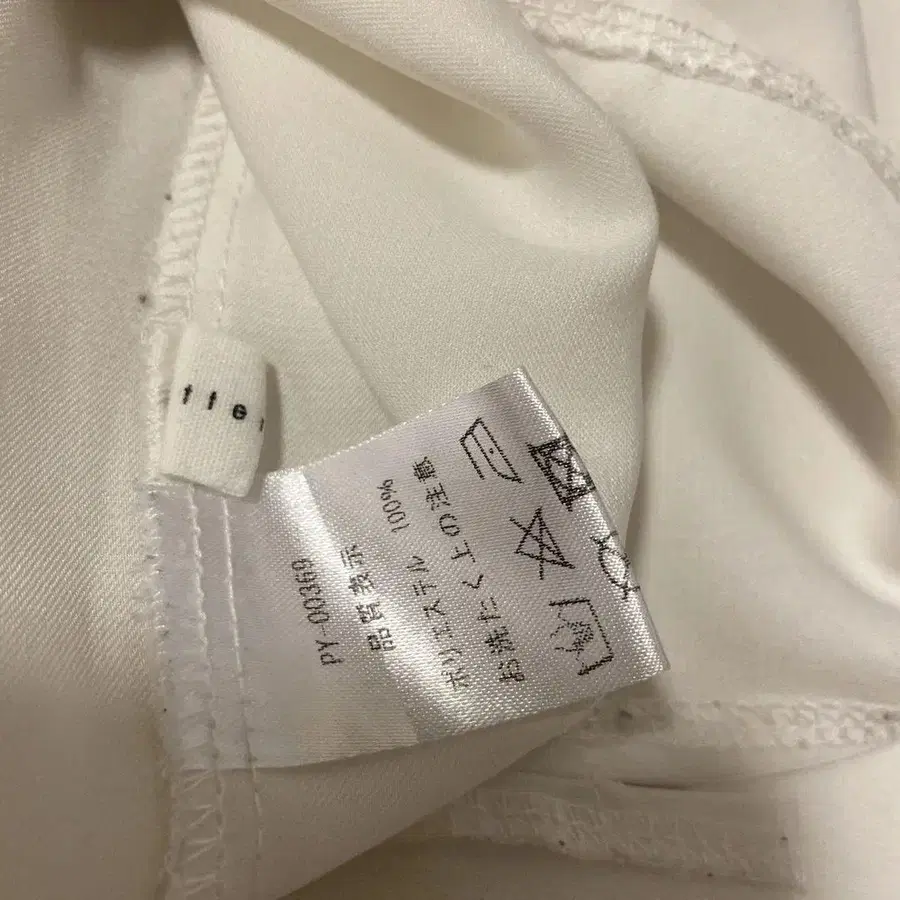 PY-00369
品質表示
ポリエステル 100%
お洗たく上の注意